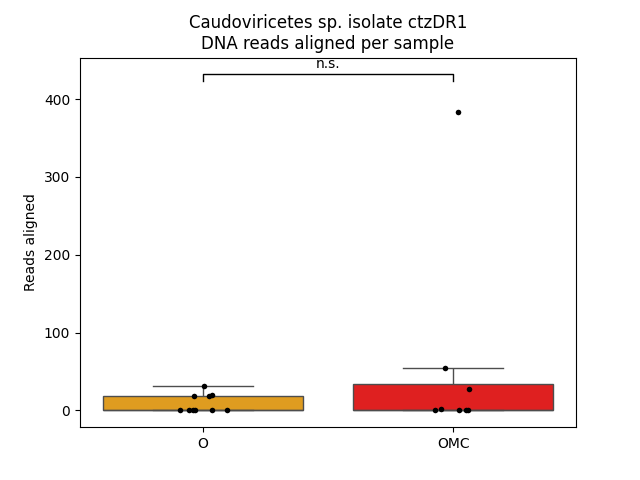 Caudoviricetes sp. isolate ctzDR1
DNA reads aligned per sample
n.s.
400
300
200
100
0
Reads aligned
O
OMC